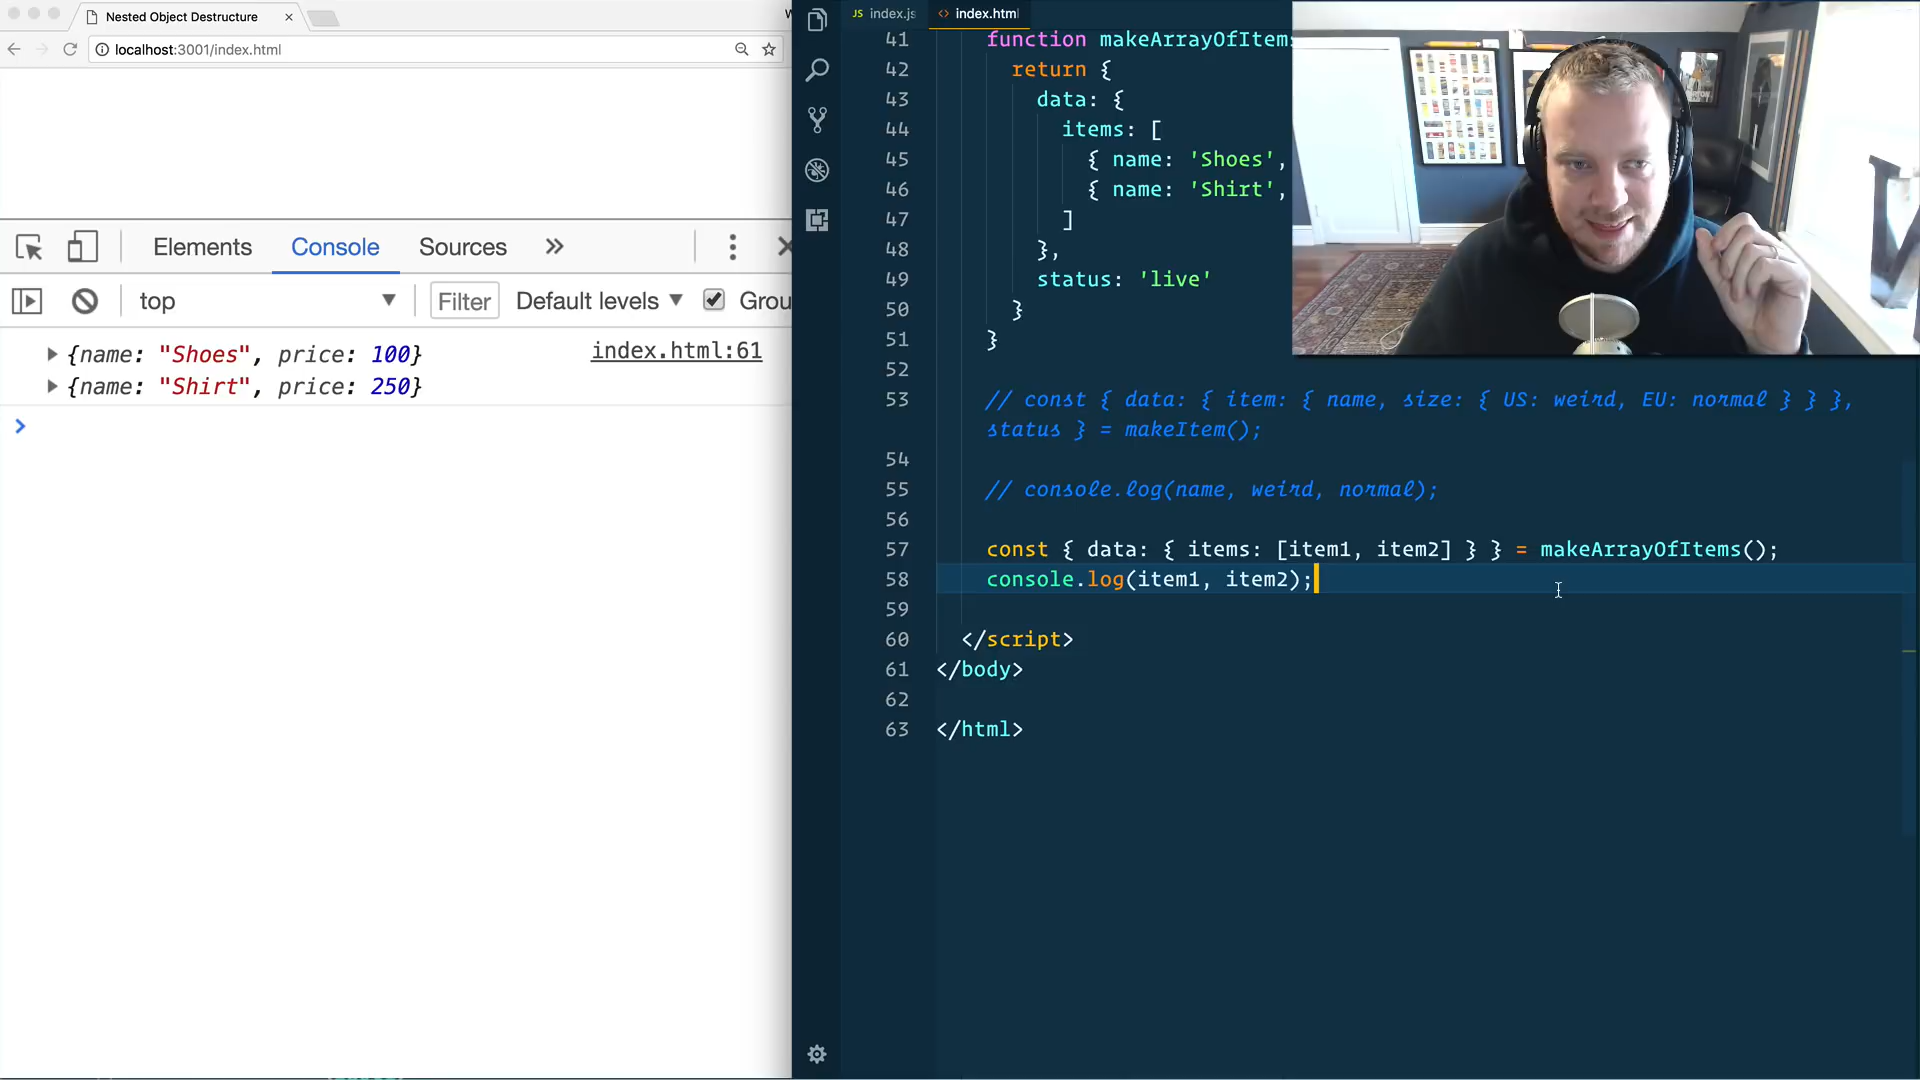 Nested Object Destructure
localhost:3001/index.html
Elements
Console
Sources
top
Filter
Default levels
Grou
{name: "Shoes", price: 100}
index.html:61
{name: "Shirt", price: 250}
JS index.js
<> index.html
41 function makeArrayOfItems
42 return {
43 data: {
44 items: [
45 { name: 'Shoes',
46 { name: 'Shirt',
47 ]
48 },
49 status: 'live'
50 }
51 }
52
53 // const { data: { item: { name, size: { US: weird, EU: normal } } },
status } = makeItem();
54
55 // console.log(name, weird, normal);
56
57 const { data: { items: [item1, item2] } } = makeArrayOfItems();
58 console.log(item1, item2);
59
60 </script>
61 </body>
62
63 </html>